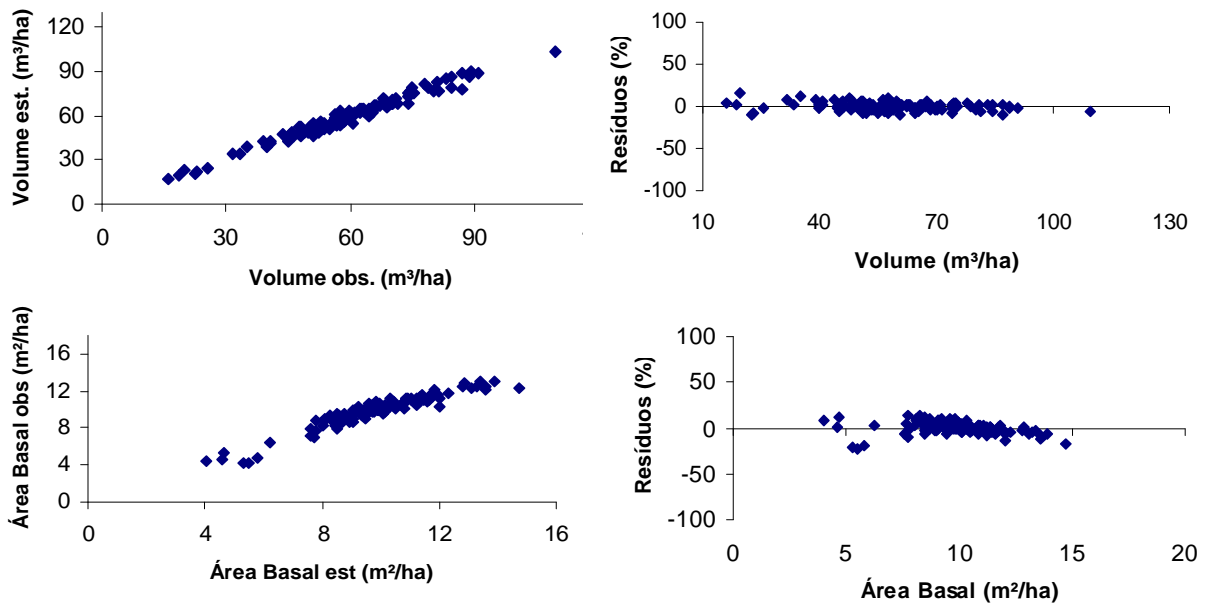 Volume est. (m³/ha)
120
90
60
30
0
0 30 60 90
Volume obs. (m³/ha)
Resíduos (%)
100
50
0
-50
-100
10 40 70 100 130
Volume (m³/ha)
Área Basal obs (m²/ha)
16
12
8
4
0
0 4 8 12 16
Área Basal est (m²/ha)
Resíduos (%)
100
50
0
-50
-100
0 5 10 15 20
Área Basal (m²/ha)